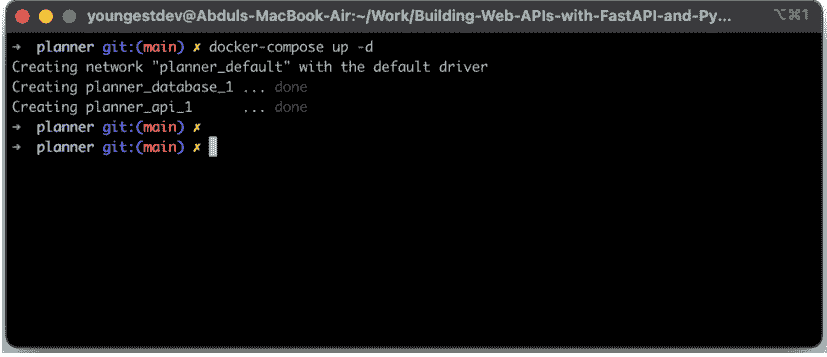 youngestdev@Abduls-MacBook-Air:~/Work/Building-Web-APIs-with-FastAPI-and-Py... ⌥⌘1
➜ planner git:(main) ✗ docker-compose up -d
Creating network "planner_default" with the default driver
Creating planner_database_1 ... done
Creating planner_api_1 ... done
➜ planner git:(main) ✗
➜ planner git:(main) ✗